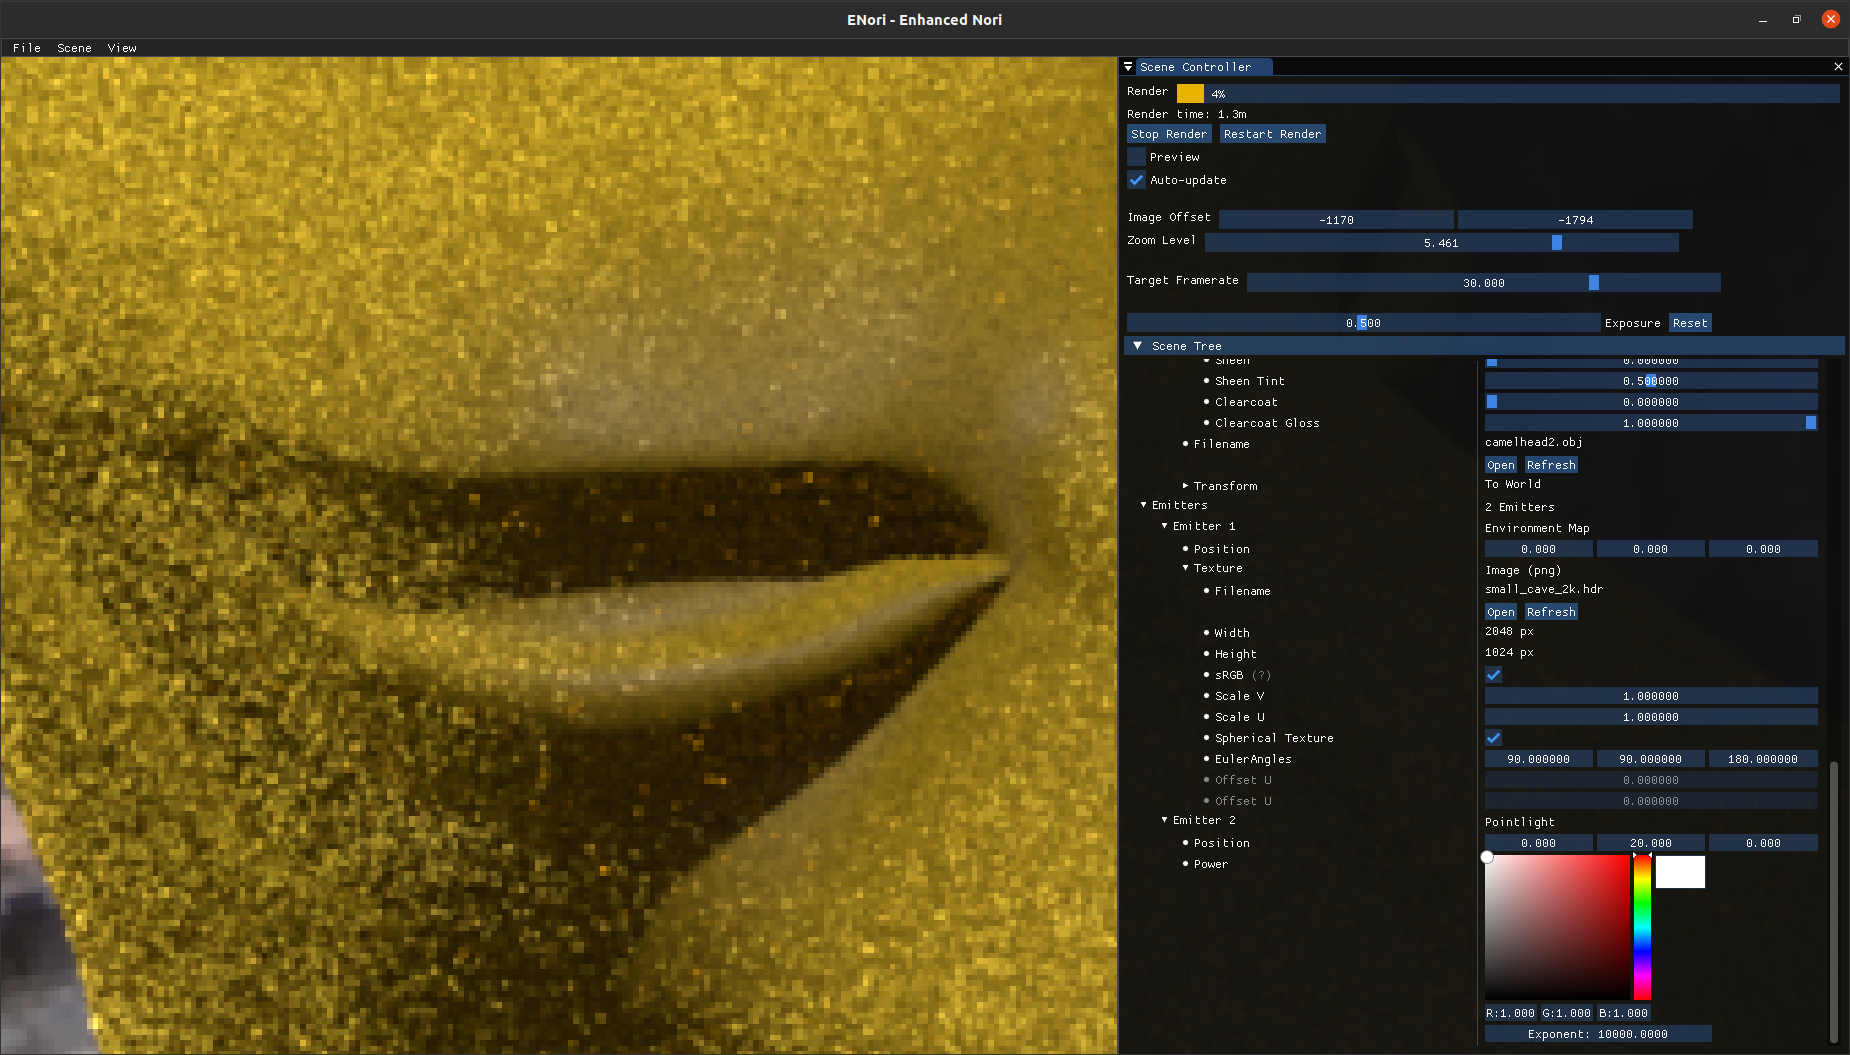 ENori - Enhanced Nori
File Scene View
Scene Controller
Render 4%
Render time: 1.3m
Stop Render Restart Render
Preview
Auto-update
Image Offset -1170 -1794
Zoom Level 5.461
Target Framerate 30.000
0.500 Exposure Reset
Scene Tree
Sheen 0.000000
Sheen Tint 0.500000
Clearcoat 0.000000
Clearcoat Gloss 1.000000
Filename camelhead2.obj
Open Refresh
Transform To World
Emitters 2 Emitters
Emitter 1 Environment Map
Position 0.000 0.000 0.000
Texture Image (png)
Filename small_cave_2k.hdr
Open Refresh
Width 2048 px
Height 1024 px
sRGB (?)
Scale V 1.000000
Scale U 1.000000
Spherical Texture
EulerAngles 90.000000 90.000000 180.000000
Offset U 0.000000
Offset U 0.000000
Emitter 2 Pointlight
Position 0.000 20.000 0.000
Power
R:1.000 G:1.000 B:1.000
Exponent: 10000.0000